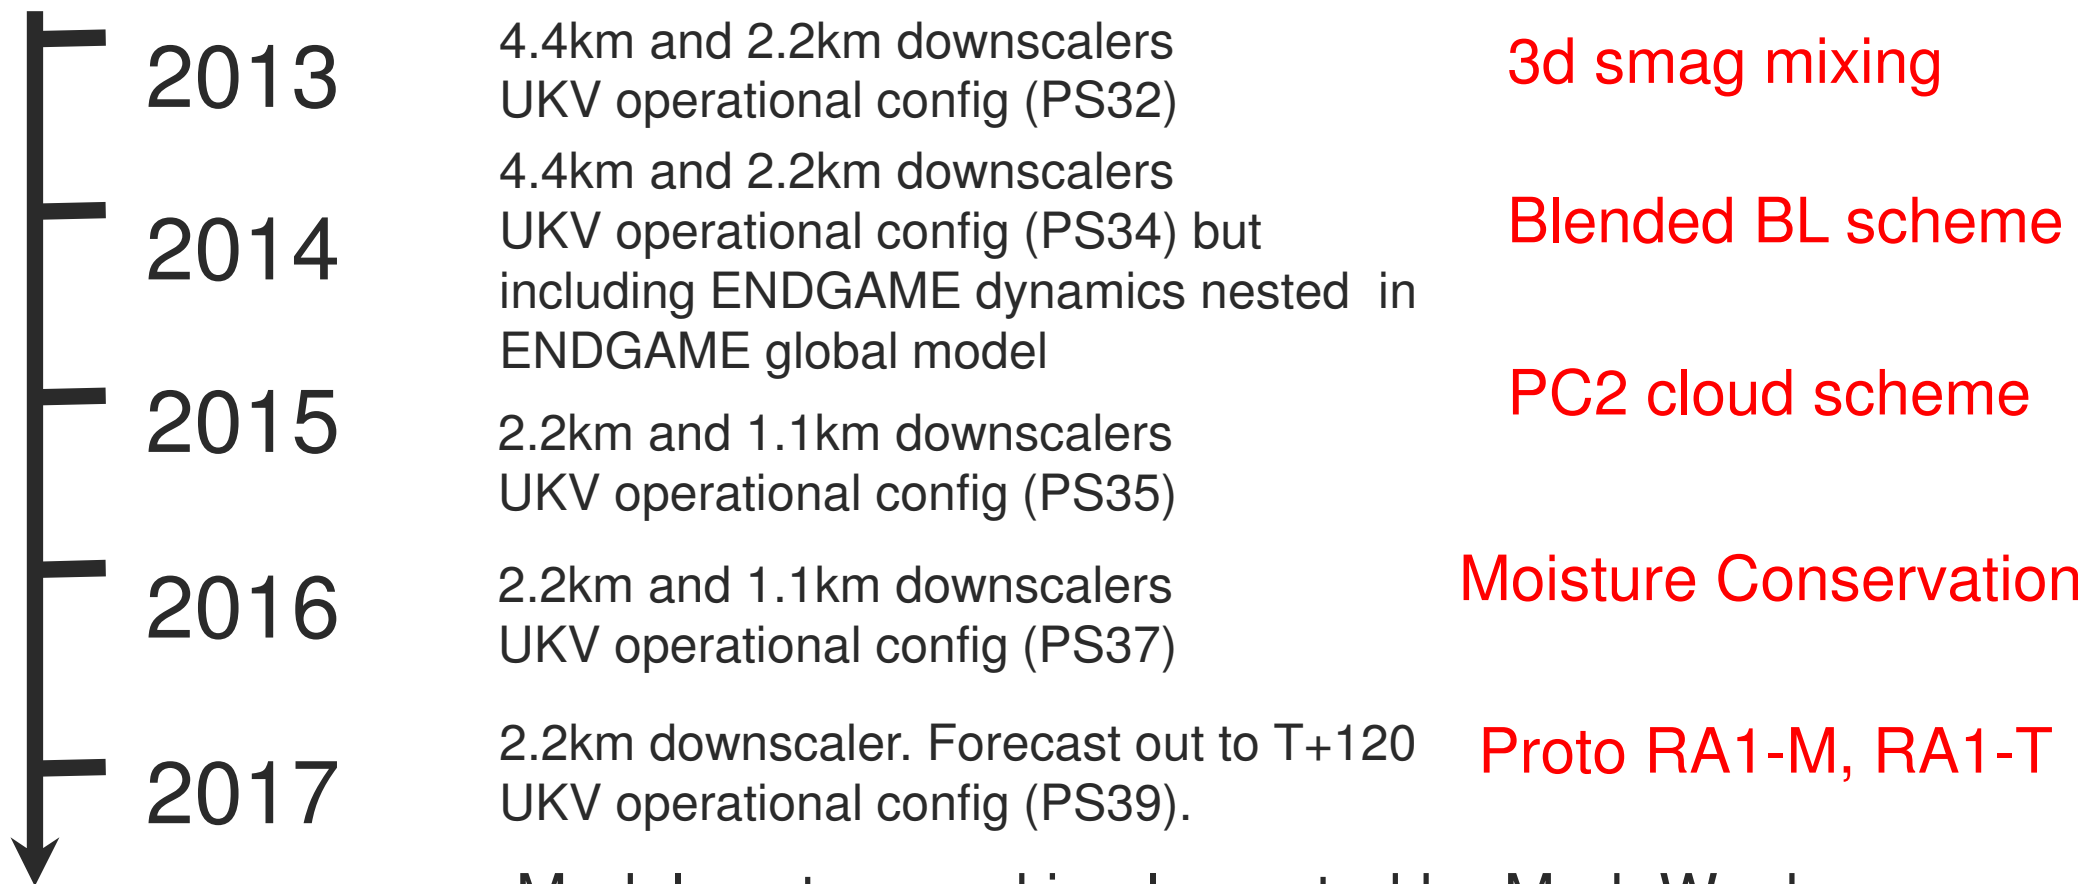 2013
4.4km and 2.2km downscalers
UKV operational config (PS32)
3d smag mixing
2014
4.4km and 2.2km downscalers
UKV operational config (PS34) but
including ENDGAME dynamics nested in
ENDGAME global model
Blended BL scheme
2015
2.2km and 1.1km downscalers
UKV operational config (PS35)
PC2 cloud scheme
2016
2.2km and 1.1km downscalers
UKV operational config (PS37)
Moisture Conservation
2017
2.2km downscaler. Forecast out to T+120
UKV operational config (PS39).
Proto RA1-M, RA1-T